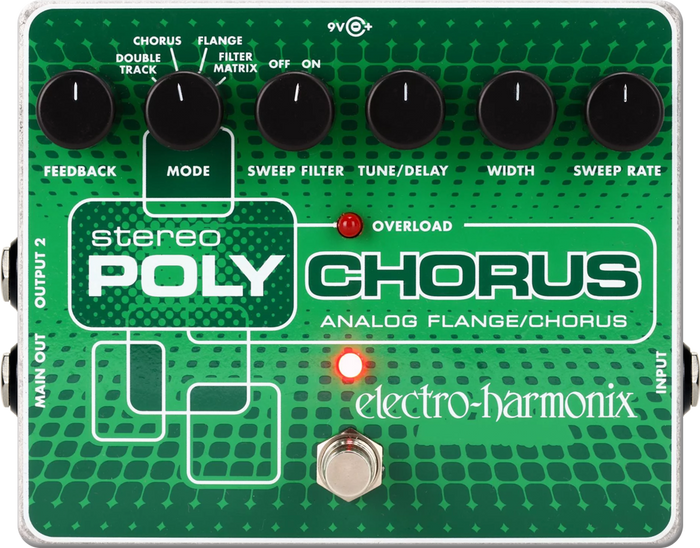 9V
CHORUS FLANGE
DOUBLE TRACK
FILTER MATRIX
OFF ON
FEEDBACK MODE SWEEP FILTER TUNE/DELAY WIDTH SWEEP RATE
OVERLOAD
stereo
POLY CHORUS
ANALOG FLANGE/CHORUS
OUTPUT 2
MAIN OUT
INPUT
electro-harmonix